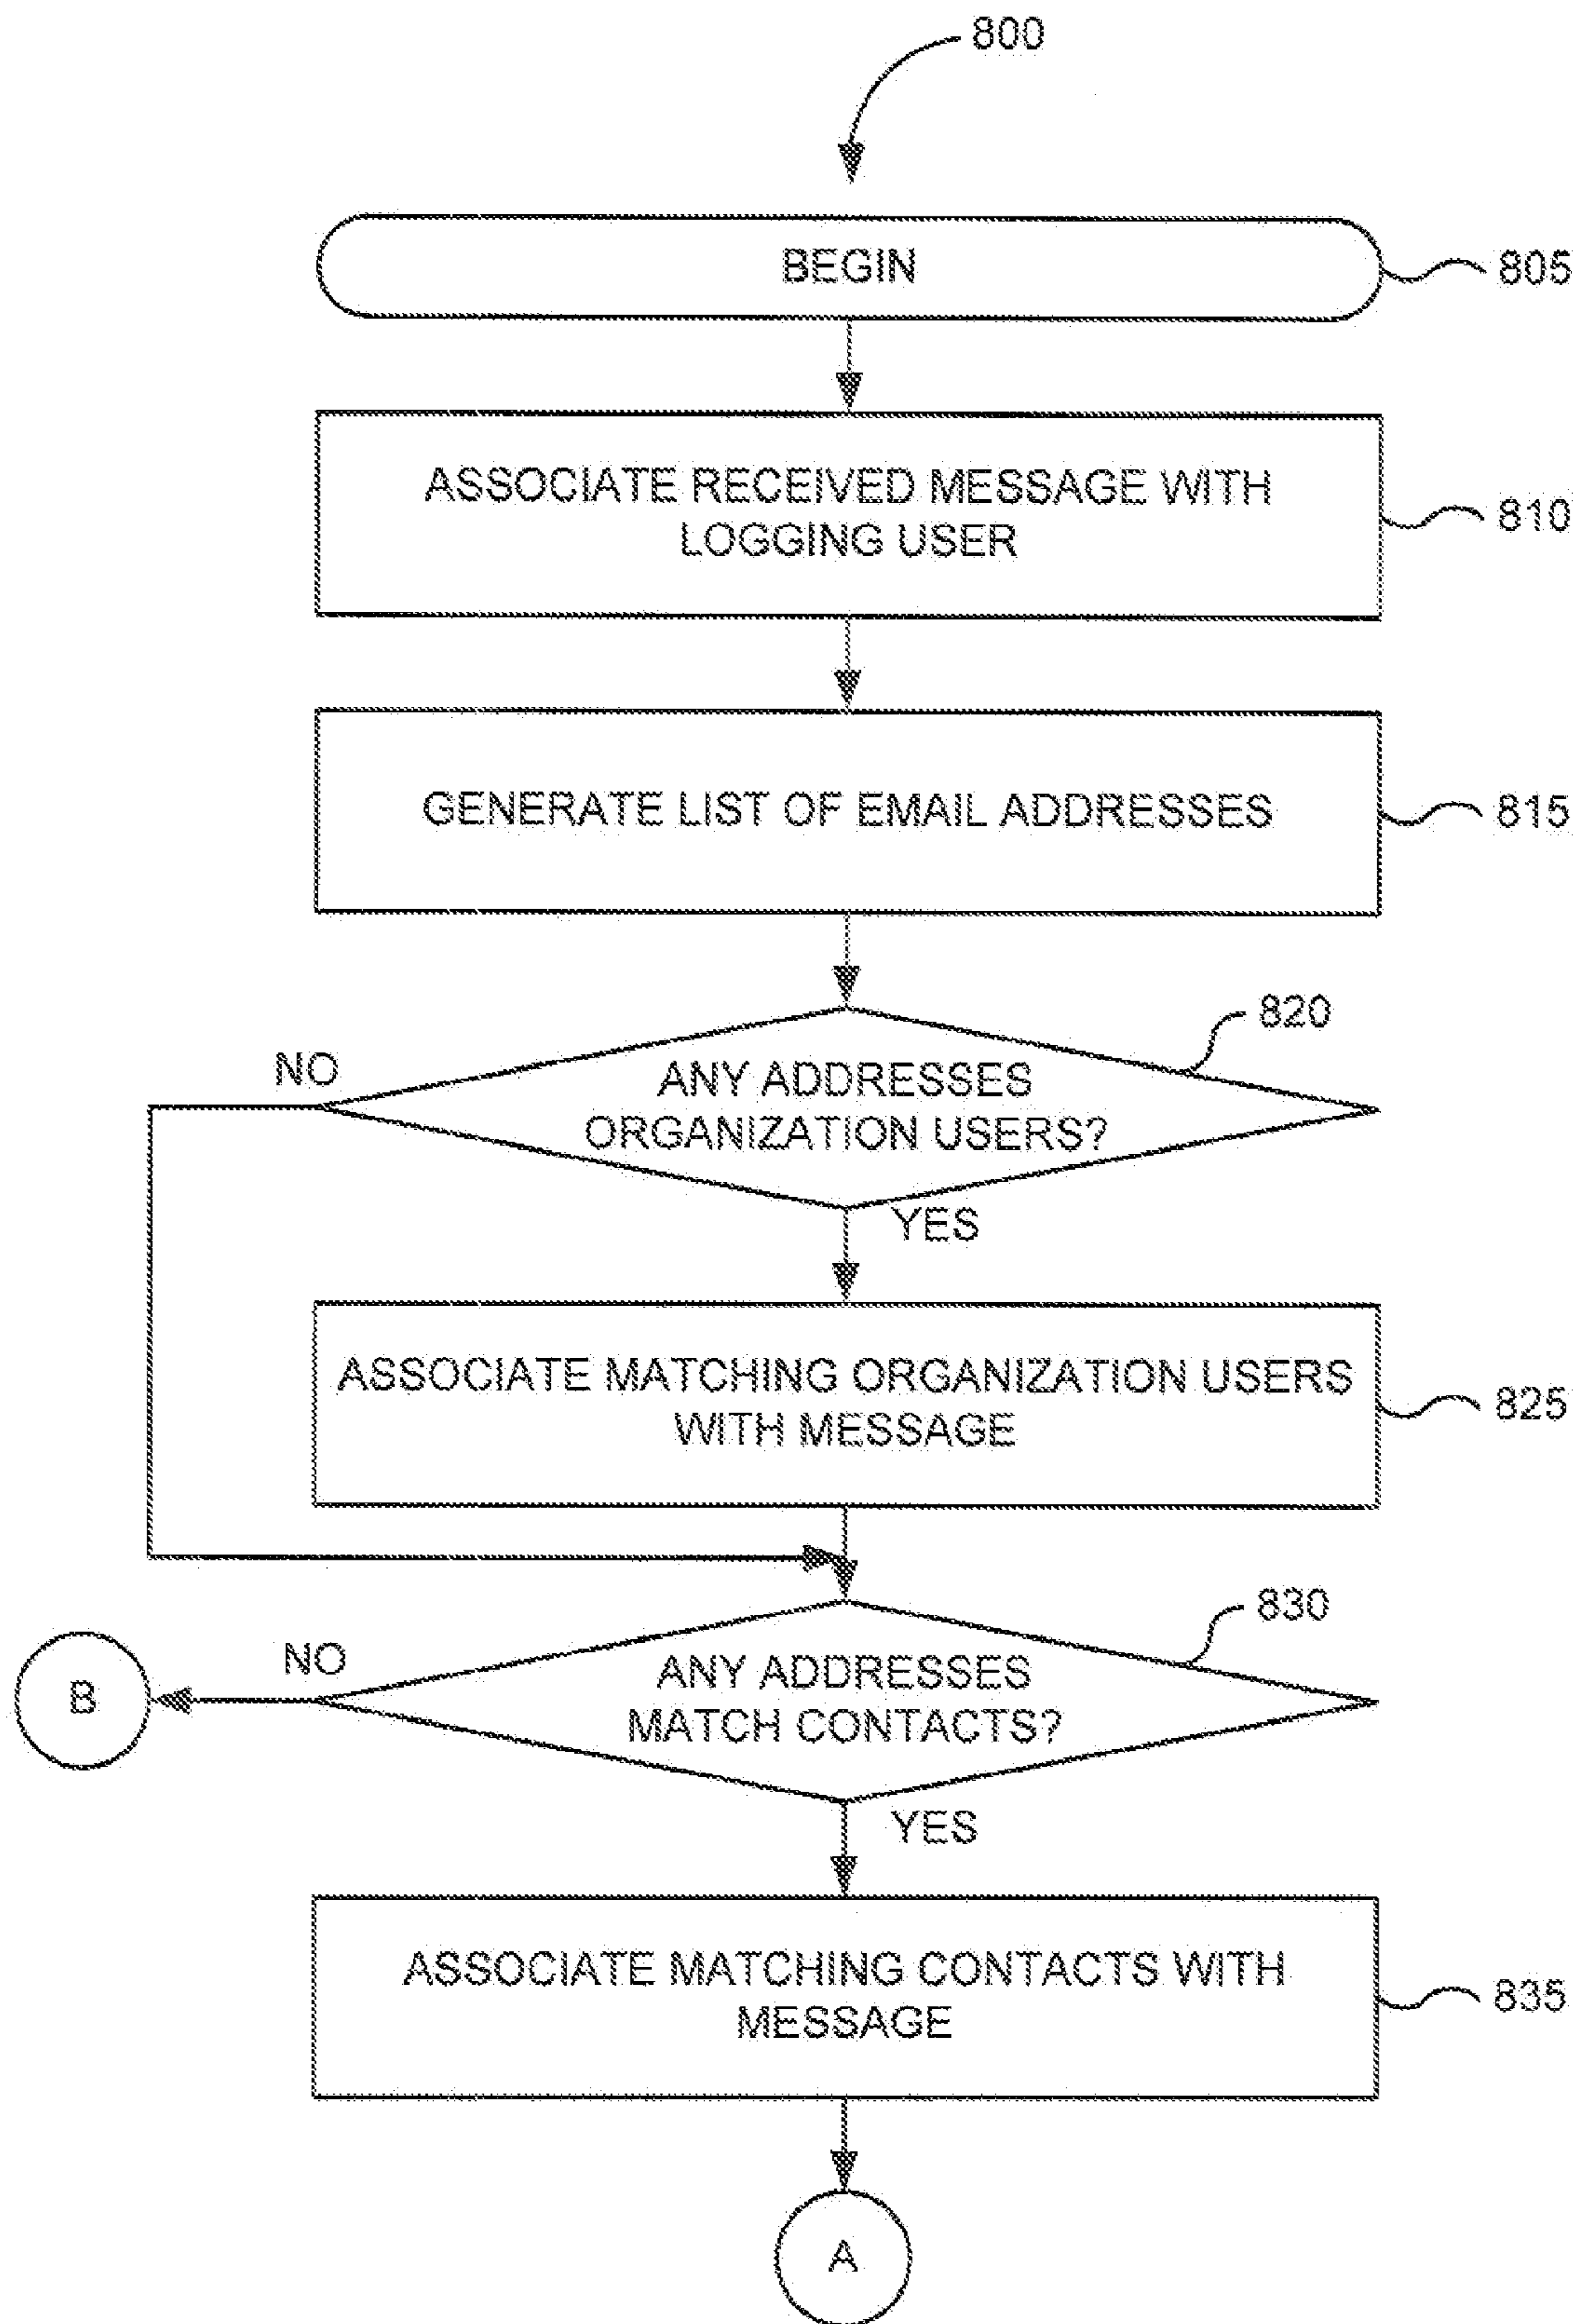 800
BEGIN
805
ASSOCIATE RECEIVED MESSAGE WITH
LOGGING USER
810
GENERATE LIST OF EMAIL ADDRESSES
815
820
NO
ANY ADDRESSES
ORGANIZATION USERS?
YES
ASSOCIATE MATCHING ORGANIZATION USERS
WITH MESSAGE
825
830
NO
B
ANY ADDRESSES
MATCH CONTACTS?
YES
ASSOCIATE MATCHING CONTACTS WITH
MESSAGE
835
A